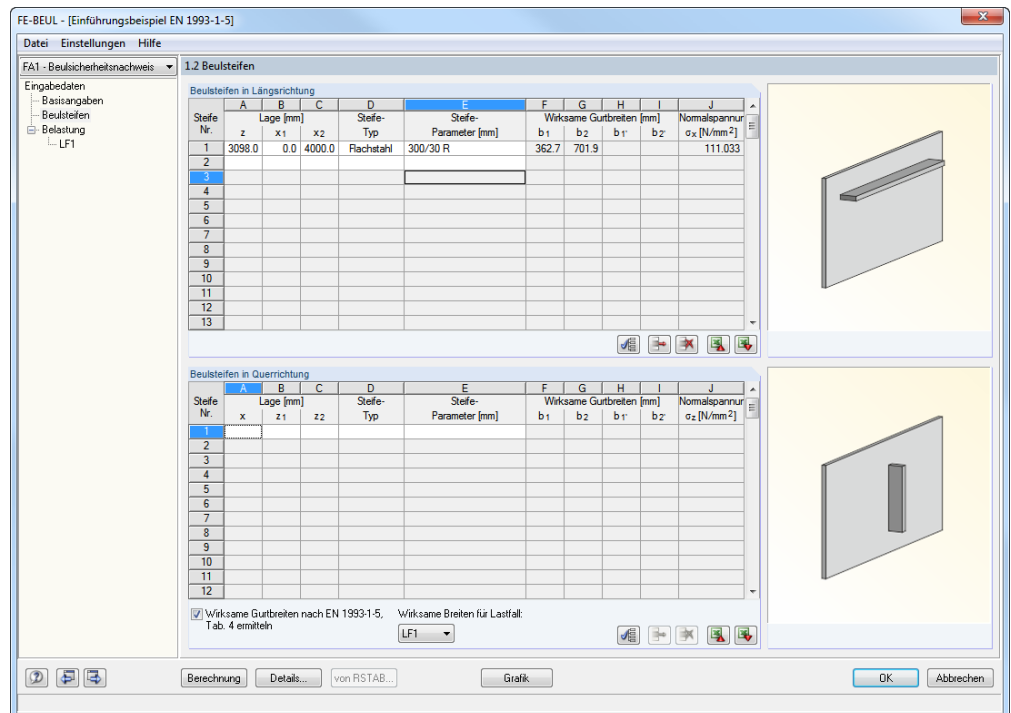 FE-BEUL - [Einführungsbeispiel EN 1993-1-5]
Datei Einstellungen Hilfe
FA1 - Beulsicherheitsnachweis
Eingabedaten
Basisangaben
Beulsteifen
Belastung
LF1
1.2 Beulsteifen
Beulsteifen in Längsrichtung
A B C D E F G H I J
Steife Lage [mm] Steife- Steife- Wirksame Gurtbreiten [mm] Normalspannur
Nr. z x1 x2 Typ Parameter [mm] b1 b2 b1' b2' σx [N/mm2]
1 3098.0 0.0 4000.0 Flachstahl 300/30 R 362.7 701.9 111.033
2
3
4
5
6
7
8
9
10
11
12
13
Beulsteifen in Querrichtung
A B C D E F G H I J
Steife Lage [mm] Steife- Steife- Wirksame Gurtbreiten [mm] Normalspannur
Nr. x z1 z2 Typ Parameter [mm] b1 b2 b1' b2' σz [N/mm2]
1
2
3
4
5
6
7
8
9
10
11
12
Wirksame Gurtbreiten nach EN 1993-1-5, Wirksame Breiten für Lastfall:
Tab. 4 ermitteln
LF1
Berechnung Details... von RSTAB... Grafik OK Abbrechen